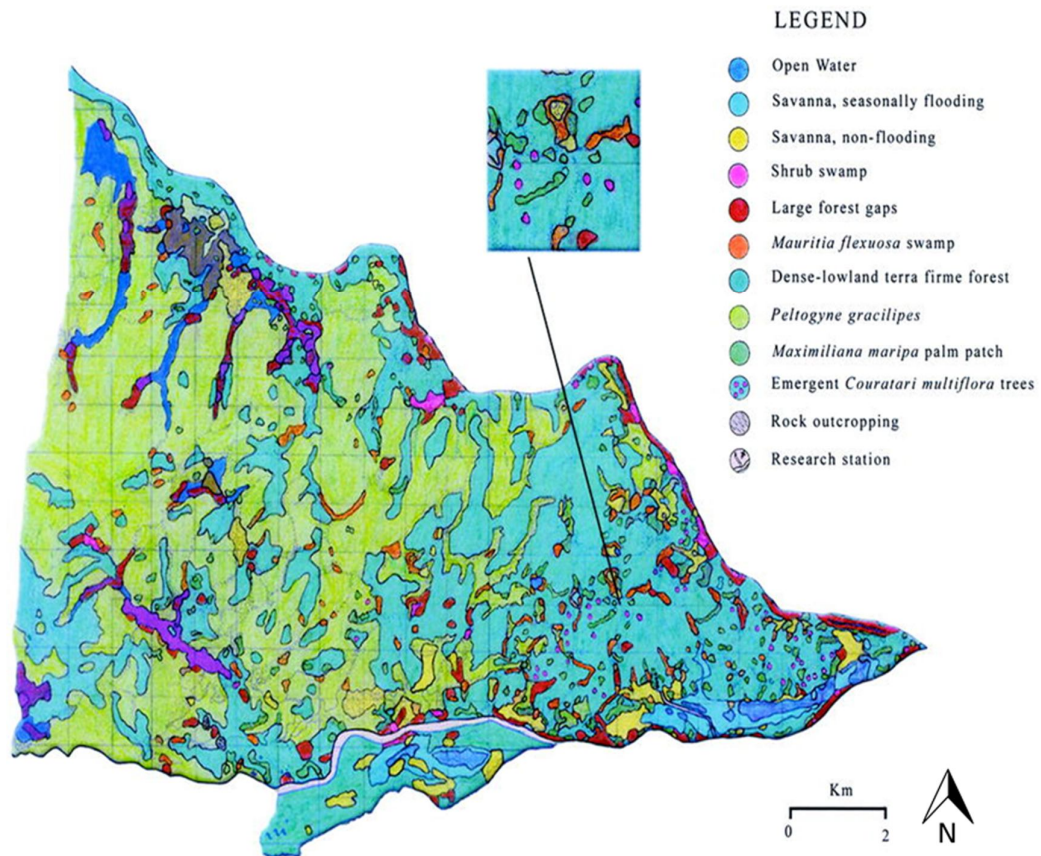 LEGEND
Open Water
Savanna, seasonally flooding
Savanna, non-flooding
Shrub swamp
Large forest gaps
Mauritia flexuosa swamp
Dense-lowland terra firme forest
Peltogyne gracilipes
Maximiliana maripa palm patch
Emergent Couratari multiflora trees
Rock outcropping
Research station
Km
0 2
N